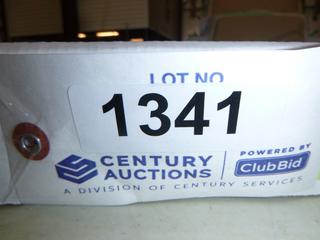 LOT NO
1341
CENTURY AUCTIONS
POWERED BY
ClubBid
A DIVISION OF CENTURY SERVICES